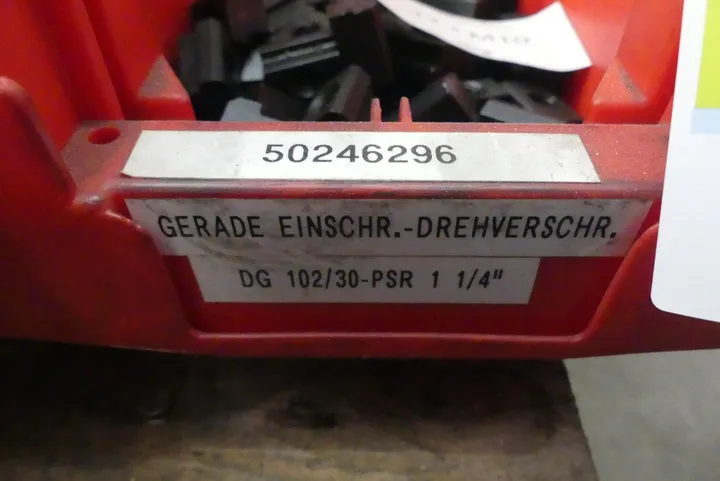 50246296
GERADE EINSCHR.-DREHVERSCHR.
DG 102/30-PSR 1 1/4"